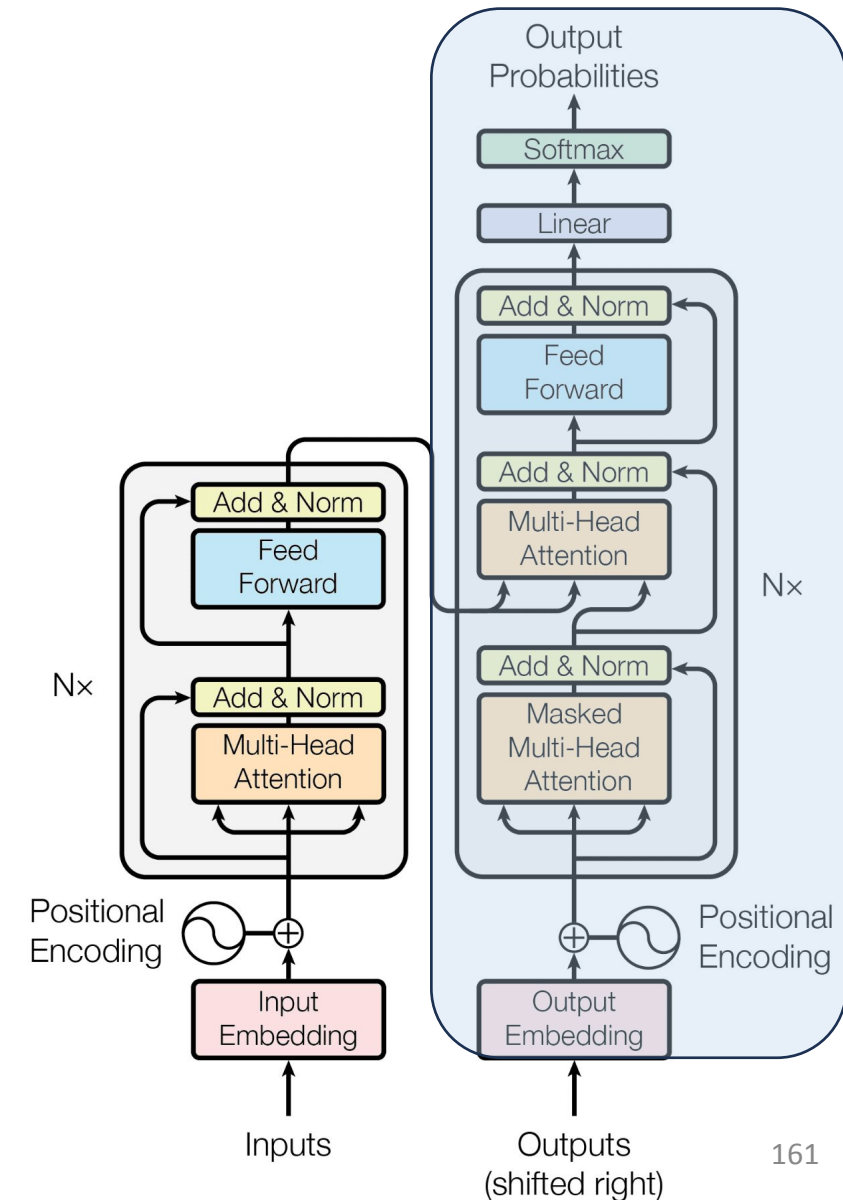 Output
Probabilities
Softmax
Linear
Add & Norm
Feed
Forward
Add & Norm
Multi-Head
Attention
N×
Add & Norm
Masked
Multi-Head
Attention
Positional
Encoding
Output
Embedding
Outputs
(shifted right)
Add & Norm
Feed
Forward
N×
Add & Norm
Multi-Head
Attention
Positional
Encoding
Input
Embedding
Inputs
161